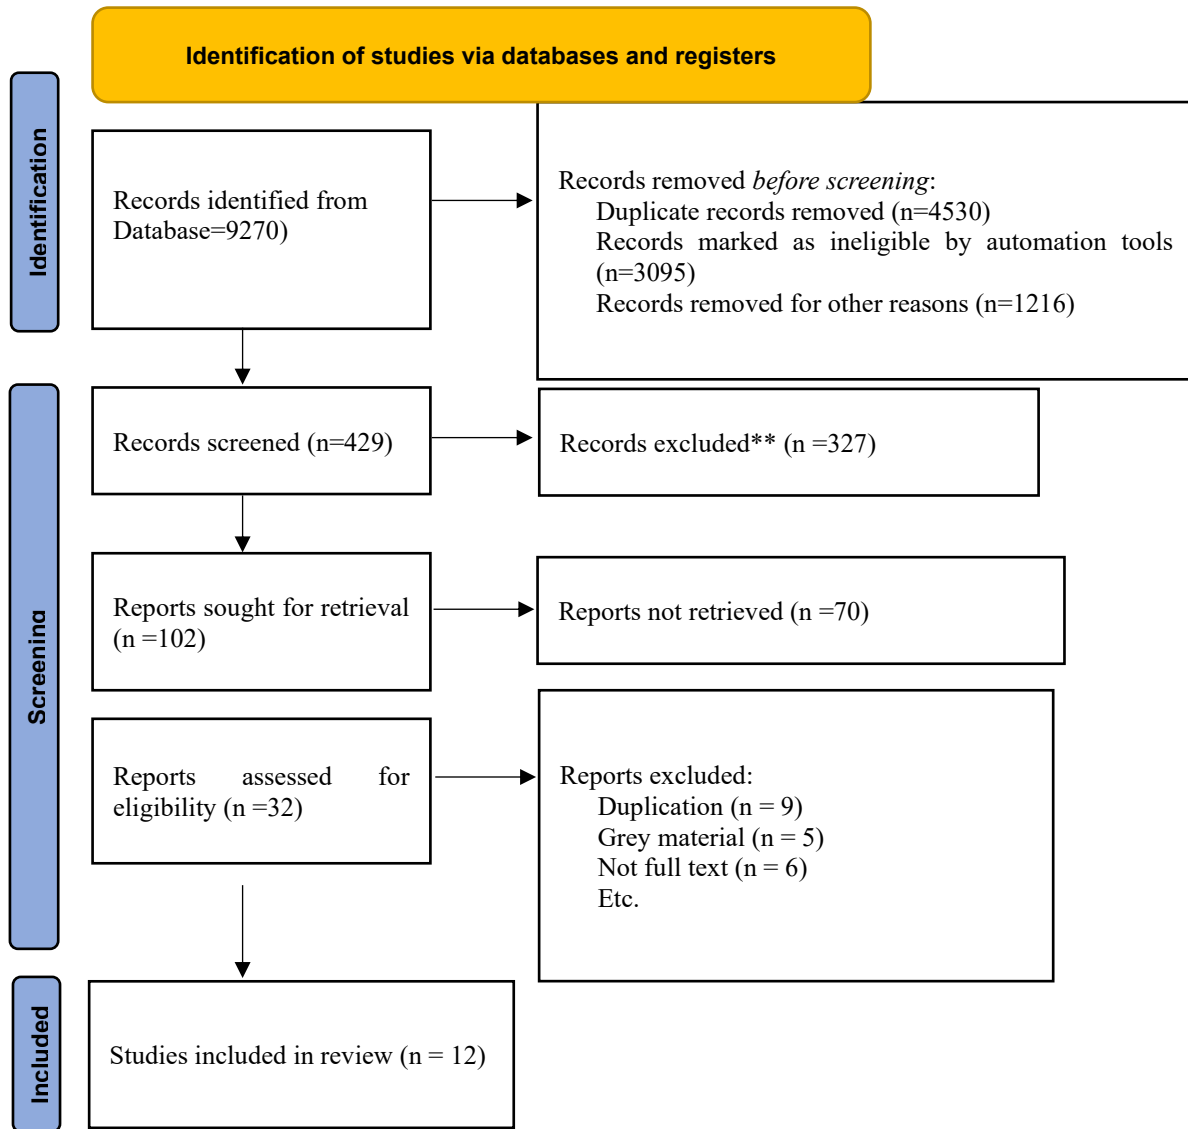 Identification of studies via databases and registers
Identification
Records identified from
Database=9270)
Records removed before screening:
Duplicate records removed (n=4530)
Records marked as ineligible by automation tools
(n=3095)
Records removed for other reasons (n=1216)
Screening
Records screened (n=429)
Records excluded** (n =327)
Reports sought for retrieval
(n =102)
Reports not retrieved (n =70)
Reports assessed for
eligibility (n =32)
Reports excluded:
Duplication (n = 9)
Grey material (n = 5)
Not full text (n = 6)
Etc.
Included
Studies included in review (n = 12)